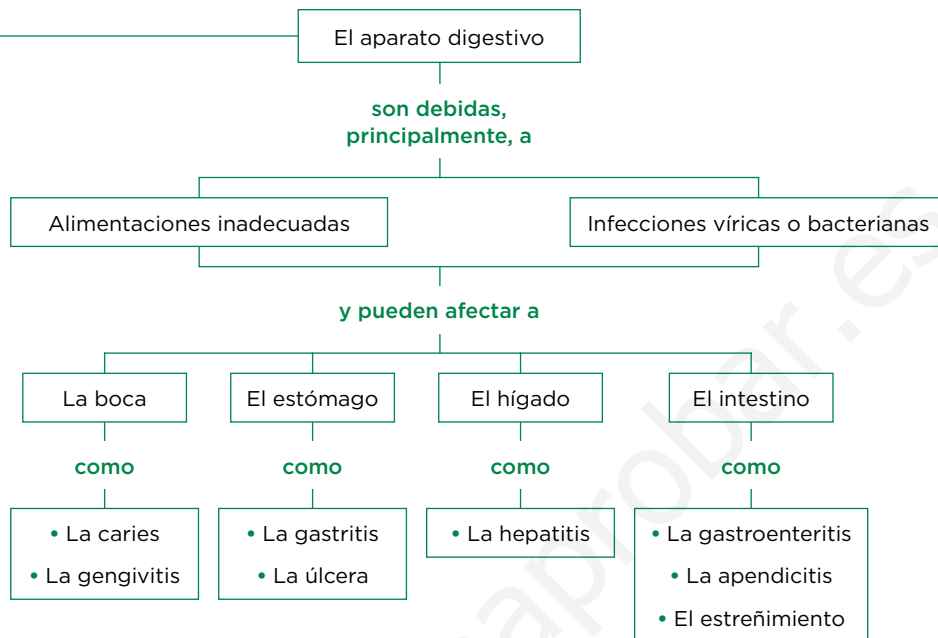 El aparato digestivo
son debidas,
principalmente, a
Alimentaciones inadecuadas
Infecciones víricas o bacterianas
y pueden afectar a
La boca
El estómago
El hígado
El intestino
como
como
como
como
• La caries
• La gengivitis
• La gastritis
• La úlcera
• La hepatitis
• La gastroenteritis
• La apendicitis
• El estreñimiento
aprobar.es